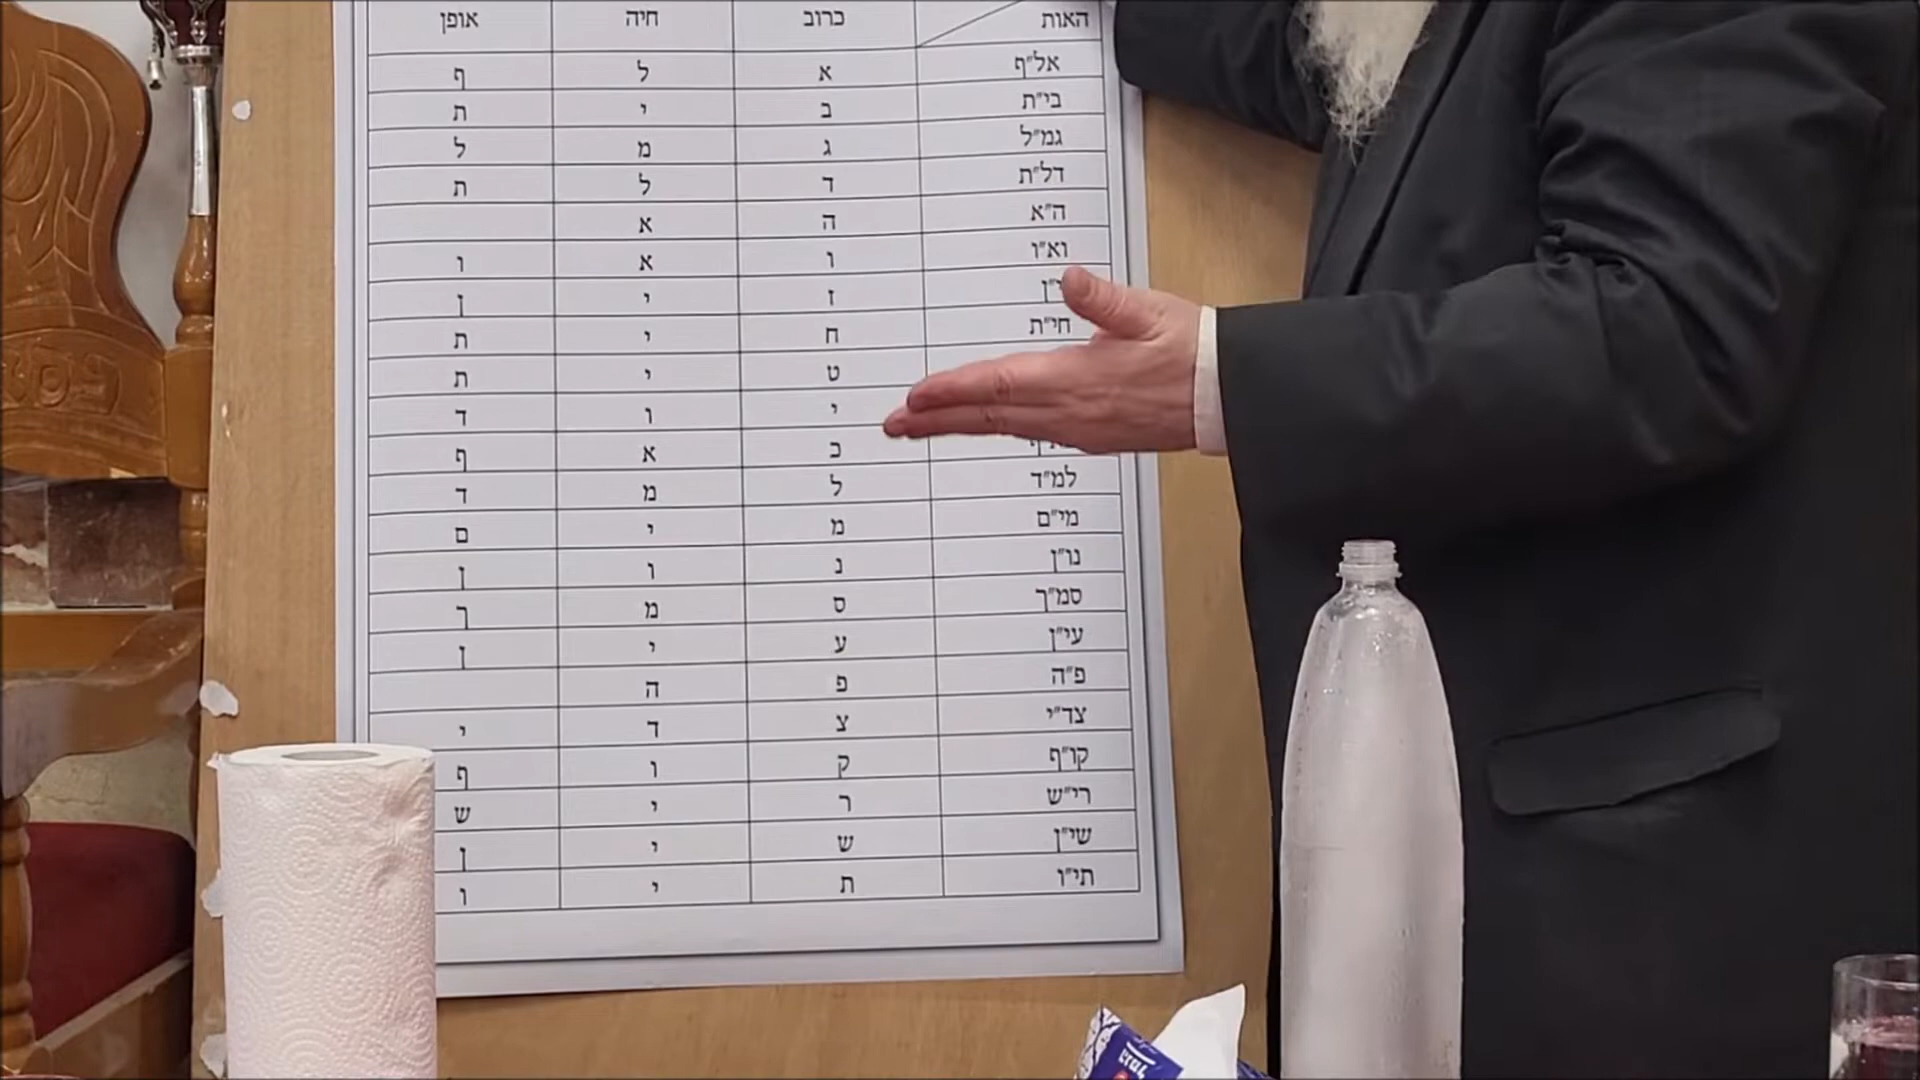 האות כרוב חיה אופן
אל״ף א ל ף
בי״ת ב י ת
גמ״ל ג מ ל
דל״ת ד ל ת
ה״א ה א
וא״ו ו א ו
ז י ן
חי״ת ח י ת
ט י ת
י ו ד
כ א ף
למ״ד ל מ ד
מי״ם מ י ם
נו״ן נ ו ן
סמ״ך ס מ ך
עי״ן ע י ן
פ״ה פ ה
צד״י צ ד י
קו״ף ק ו ף
רי״ש ר י ש
שי״ן ש י ן
תי״ו ת י ו